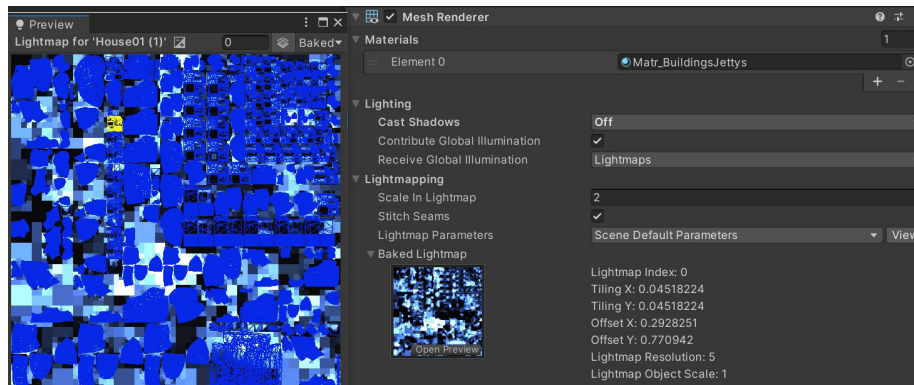 Preview
Lightmap for 'House01 (1)'
0
Baked
Mesh Renderer
Materials
1
Element 0
Matr_BuildingsJettys
Lighting
Cast Shadows
Off
Contribute Global Illumination
Receive Global Illumination
Lightmaps
Lightmapping
Scale In Lightmap
2
Stitch Seams
Lightmap Parameters
Scene Default Parameters
View
Baked Lightmap
Open Preview
Lightmap Index: 0
Tiling X: 0.04518224
Tiling Y: 0.04518224
Offset X: 0.2928251
Offset Y: 0.770942
Lightmap Resolution: 5
Lightmap Object Scale: 1